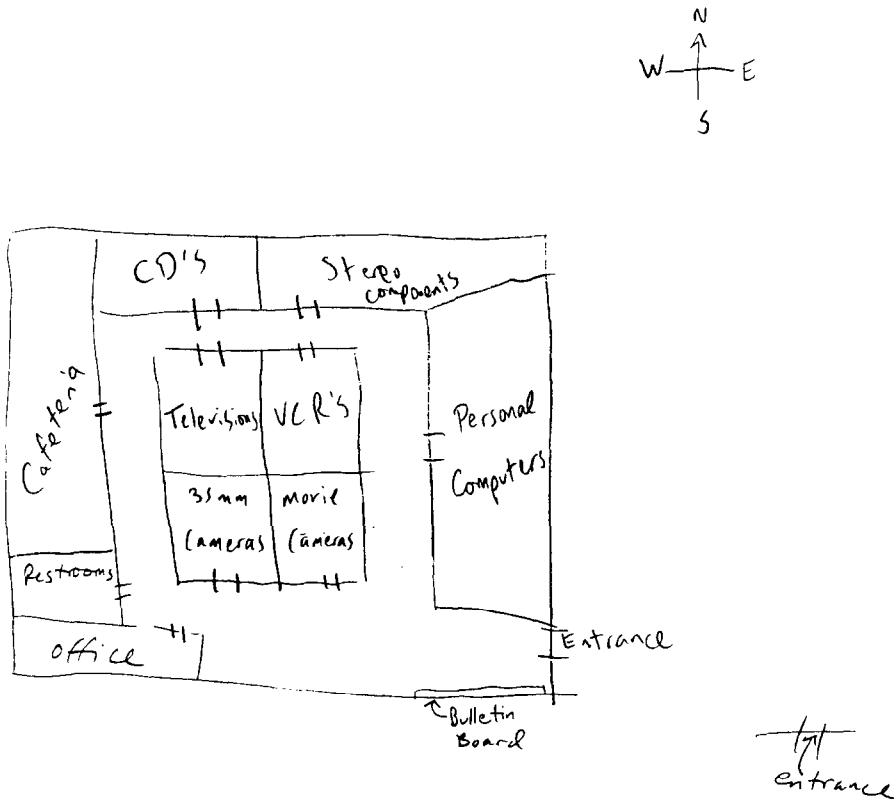 N
W E
S
CD's
Stereo
components
Cafeteria
Televisions
VCR's
Personal
Computers
35mm
Cameras
movie
Cameras
Restrooms
office
Entrance
Bulletin
Board
entrance